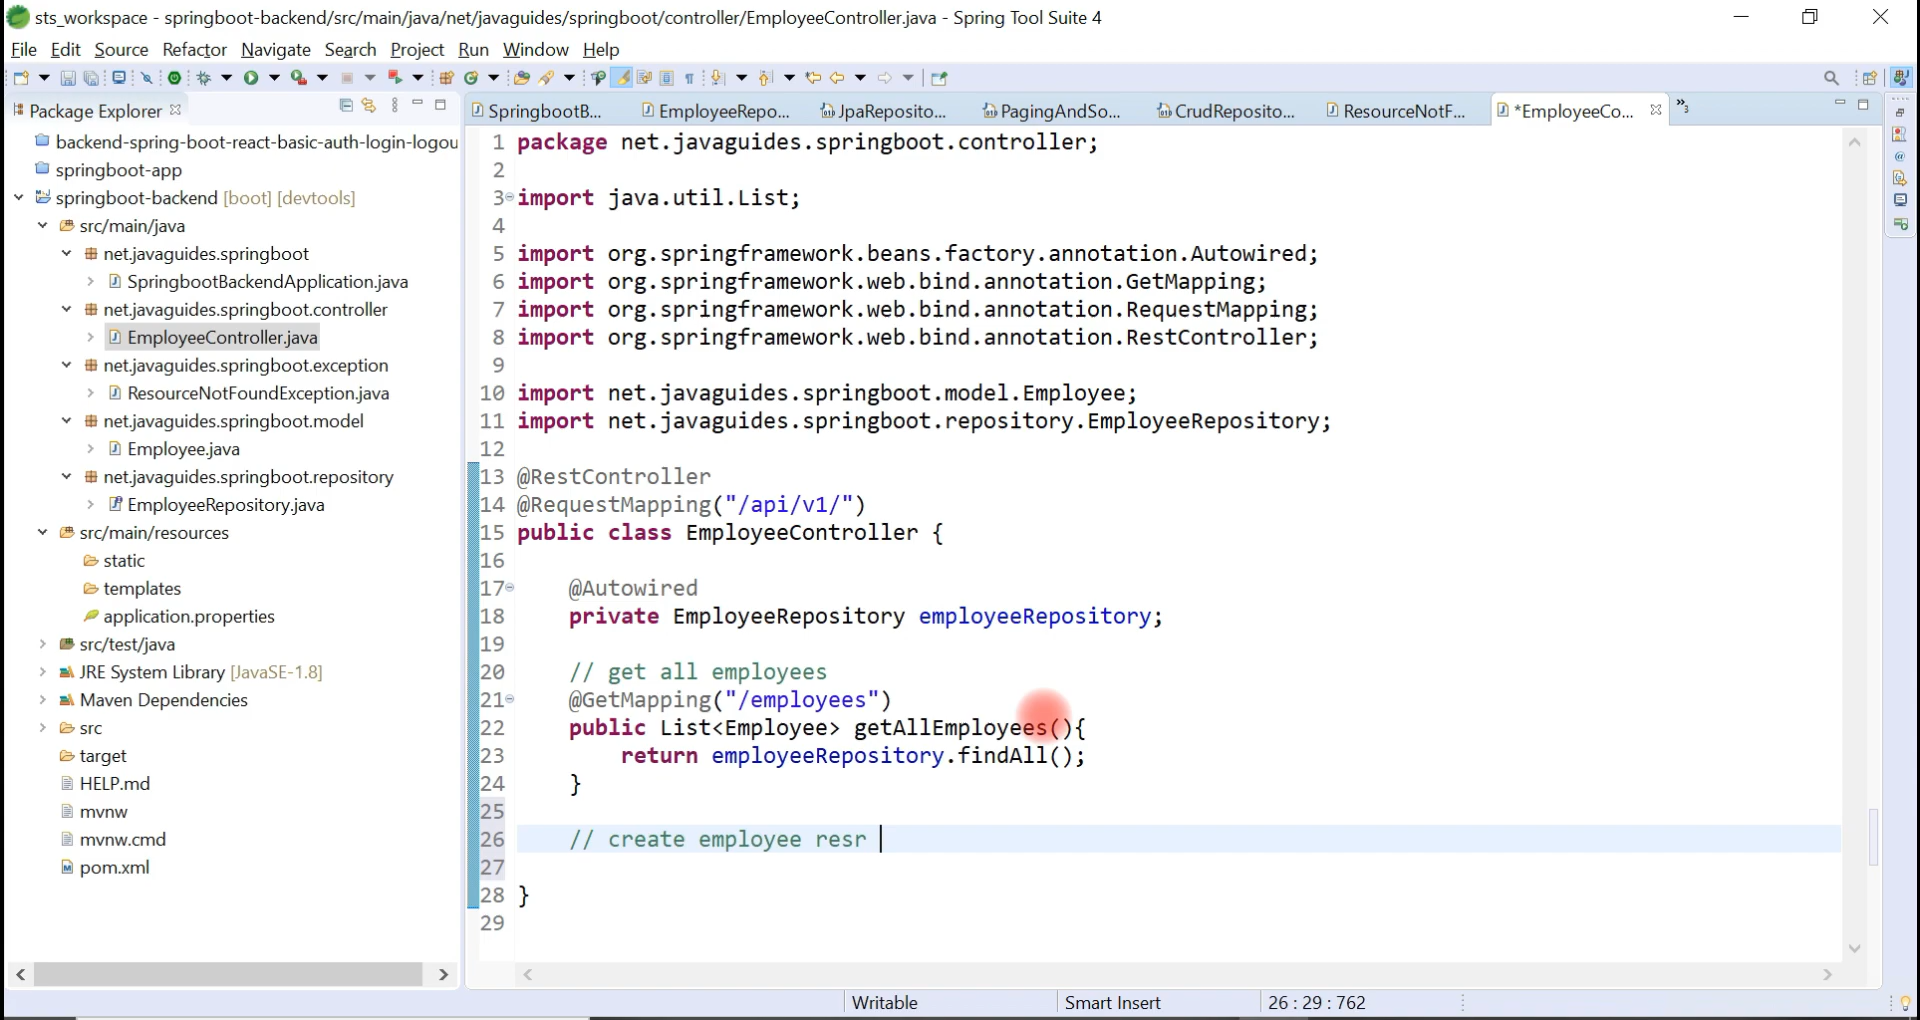 sts_workspace - springboot-backend/src/main/java/net/javaguides/springboot/controller/EmployeeController.java - Spring Tool Suite 4
File Edit Source Refactor Navigate Search Project Run Window Help
Package Explorer
SpringbootB... EmployeeRepo... JpaReposito... PagingAndSo... CrudReposito... ResourceNotF... *EmployeeCo... »3
backend-spring-boot-react-basic-auth-login-logou
springboot-app
springboot-backend [boot] [devtools]
src/main/java
net.javaguides.springboot
SpringbootBackendApplication.java
net.javaguides.springboot.controller
EmployeeController.java
net.javaguides.springboot.exception
ResourceNotFoundException.java
net.javaguides.springboot.model
Employee.java
net.javaguides.springboot.repository
EmployeeRepository.java
src/main/resources
static
templates
application.properties
src/test/java
JRE System Library [JavaSE-1.8]
Maven Dependencies
src
target
HELP.md
mvnw
mvnw.cmd
pom.xml
1 package net.javaguides.springboot.controller;
2
3 import java.util.List;
4
5 import org.springframework.beans.factory.annotation.Autowired;
6 import org.springframework.web.bind.annotation.GetMapping;
7 import org.springframework.web.bind.annotation.RequestMapping;
8 import org.springframework.web.bind.annotation.RestController;
9
10 import net.javaguides.springboot.model.Employee;
11 import net.javaguides.springboot.repository.EmployeeRepository;
12
13 @RestController
14 @RequestMapping("/api/v1/")
15 public class EmployeeController {
16
17 @Autowired
18 private EmployeeRepository employeeRepository;
19
20 // get all employees
21 @GetMapping("/employees")
22 public List<Employee> getAllEmployees(){
23 return employeeRepository.findAll();
24 }
25
26 // create employee resr
27
28 }
29
Writable Smart Insert 26 : 29 : 762